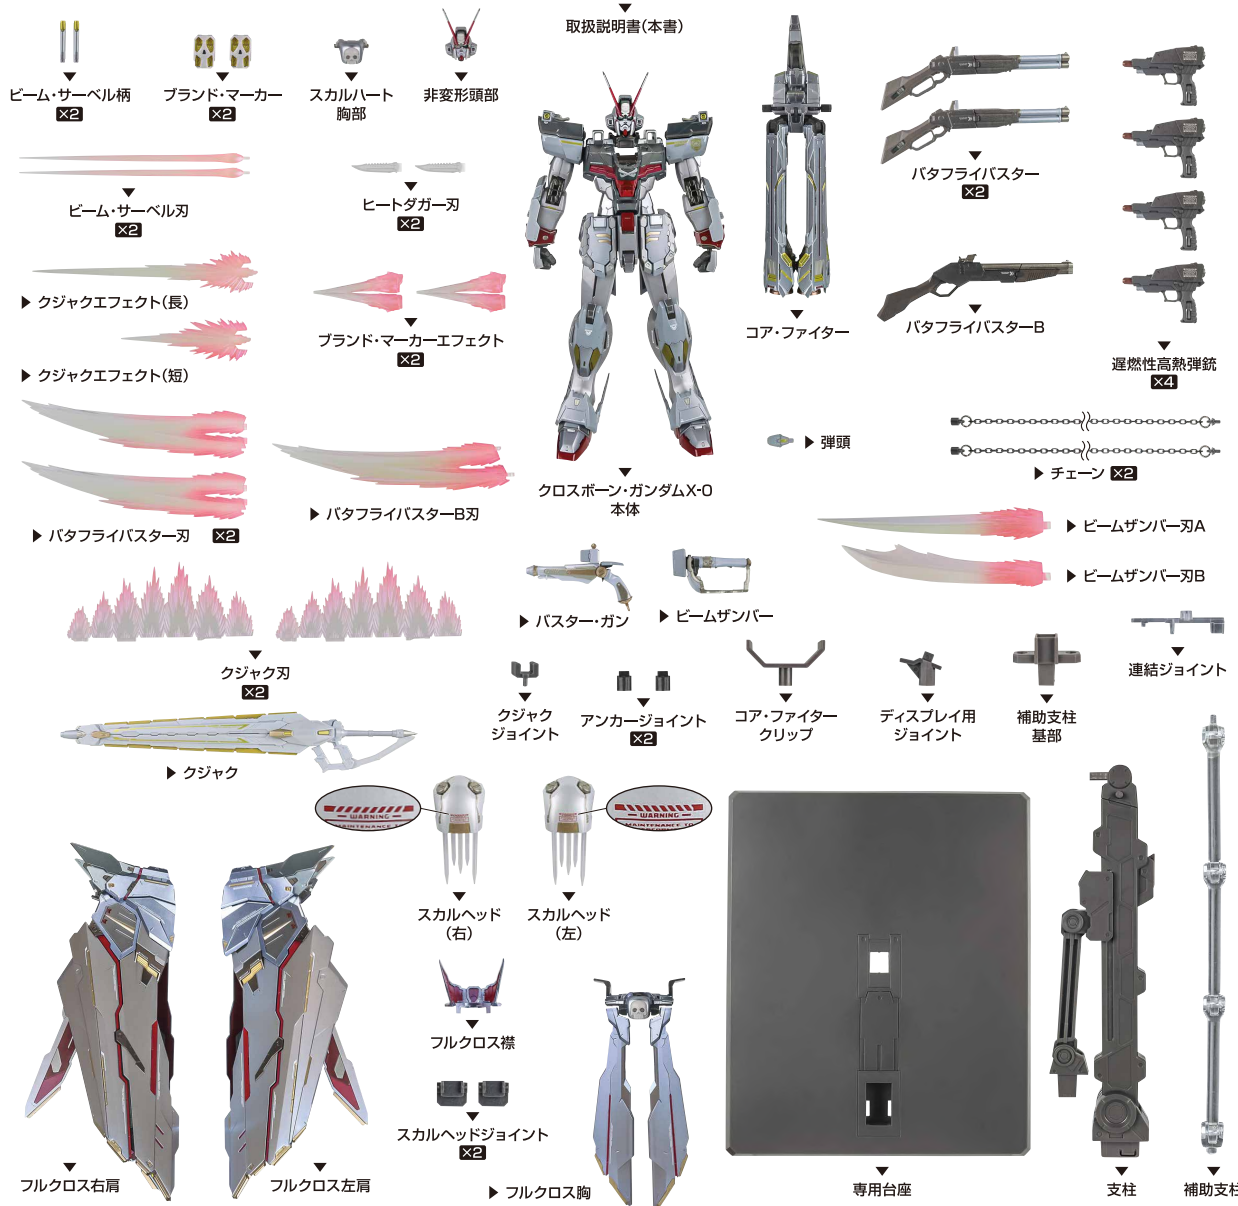 取扱説明書(本書)
ビーム・サーベル柄
×2
ブランド・マーカー
×2
スカルハート
胸部
非変形頭部
ビーム・サーベル刃
×2
ヒートダガー刃
×2
バタフライバスター
×2
クジャクエフェクト(長)
ブランド・マーカーエフェクト
×2
クジャクエフェクト(短)
コア・ファイター
バタフライバスターB
遅燃性高熱弾銃
×4
弾頭
チェーン ×2
クロスボーン・ガンダムX-0
本体
バタフライバスター刃 ×2
バタフライバスターB刃
ビームザンバー刃A
ビームザンバー刃B
バスター・ガン
ビームザンバー
連結ジョイント
クジャク刃
×2
クジャク
ジョイント
アンカージョイント
×2
コア・ファイター
クリップ
ディスプレイ用
ジョイント
補助支柱
基部
クジャク
WARNING
MAINTENANCE
WARNING
MAINTENANCE TO
スカルヘッド
(右)
スカルヘッド
(左)
フルクロス襟
スカルヘッドジョイント
×2
フルクロス右肩
フルクロス左肩
フルクロス胸
専用台座
支柱
補助支柱